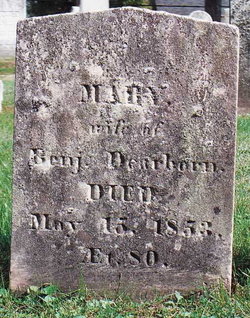 MARY.
wife of
Benj. Dearborn.
DIED
May 15. 1853.
Æt. 80.